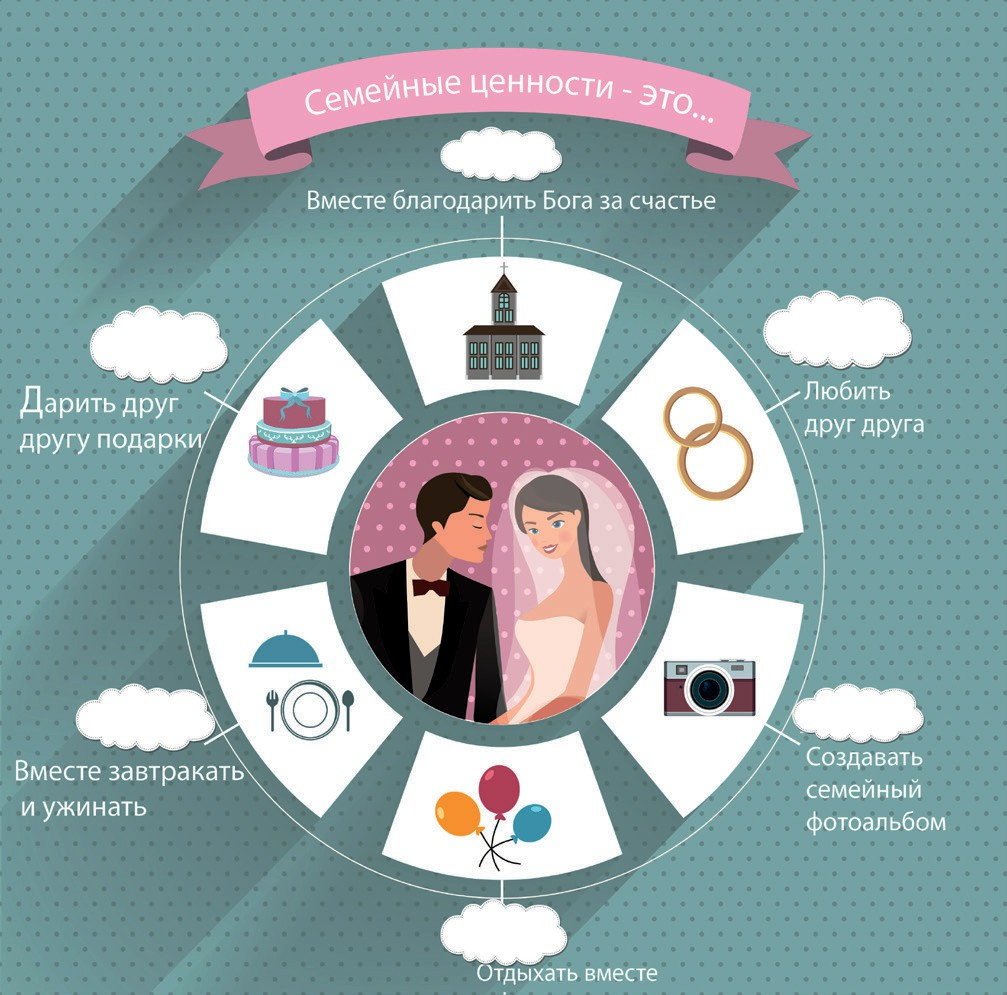 Семейные ценности - это...
Вместе благодарить Бога за счастье
Дарить друг
другу подарки
Любить
друг друга
Вместе завтракать
и ужинать
Создавать
семейный
фотоальбом
Отдыхать вместе